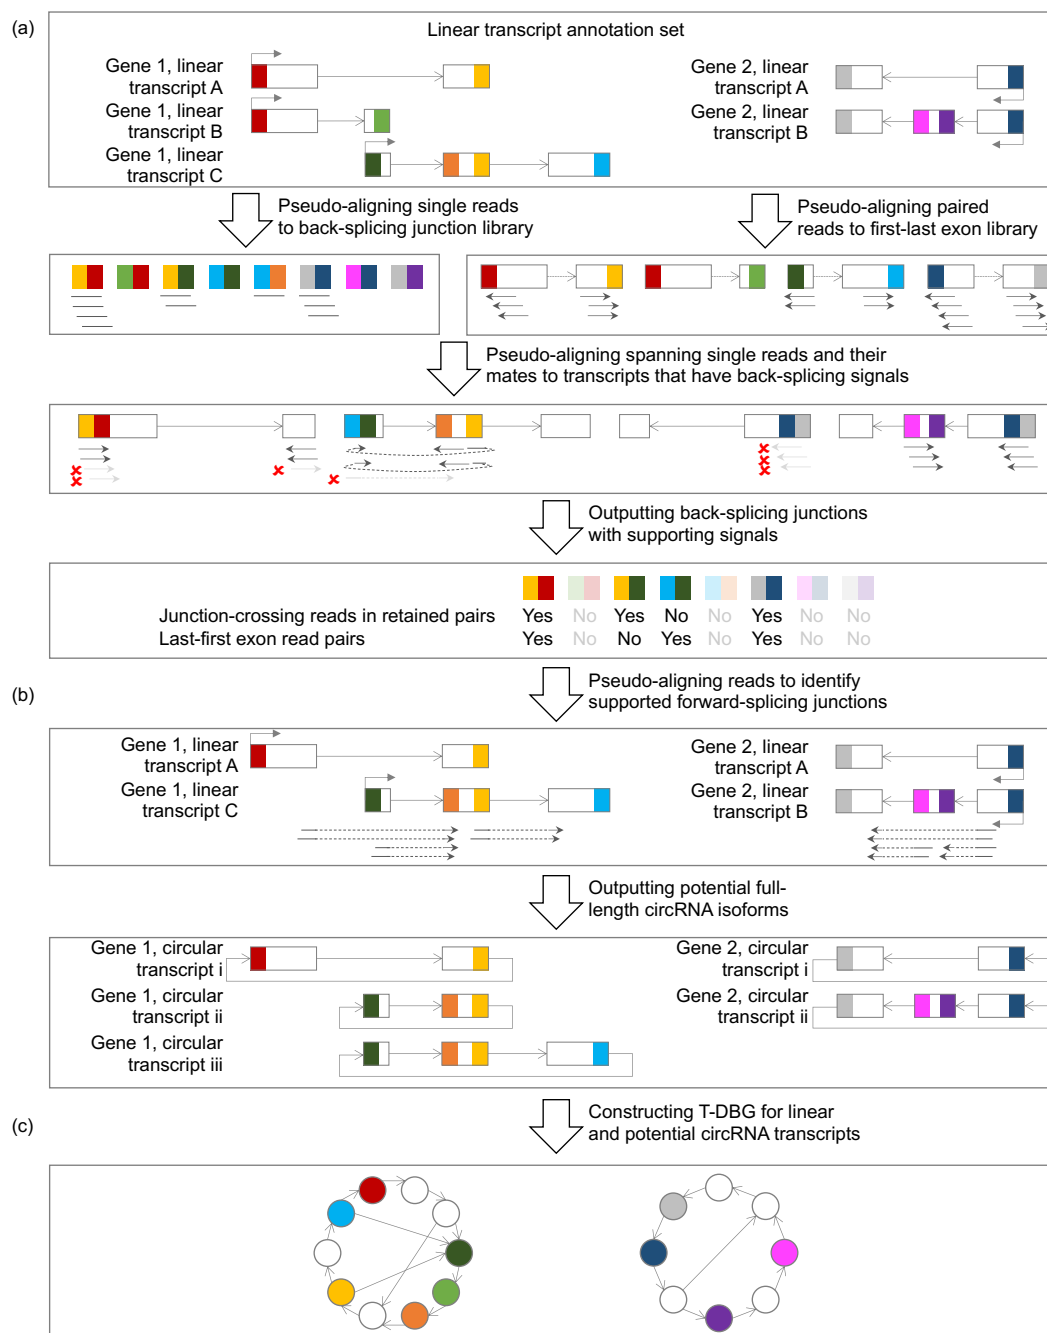 (a)
Linear transcript annotation set
Gene 1, linear
transcript A
Gene 1, linear
transcript B
Gene 1, linear
transcript C
Gene 2, linear
transcript A
Gene 2, linear
transcript B
Pseudo-aligning single reads
to back-splicing junction library
Pseudo-aligning paired
reads to first-last exon library
Pseudo-aligning spanning single reads and their
mates to transcripts that have back-splicing signals
Outputting back-splicing junctions
with supporting signals
Junction-crossing reads in retained pairs Yes No Yes No No Yes No No
Last-first exon read pairs Yes No No Yes No Yes No No
(b)
Pseudo-aligning reads to identify
supported forward-splicing junctions
Gene 1, linear
transcript A
Gene 1, linear
transcript C
Gene 2, linear
transcript A
Gene 2, linear
transcript B
Outputting potential full-
length circRNA isoforms
Gene 1, circular
transcript i
Gene 1, circular
transcript ii
Gene 1, circular
transcript iii
Gene 2, circular
transcript i
Gene 2, circular
transcript ii
(c)
Constructing T-DBG for linear
and potential circRNA transcripts